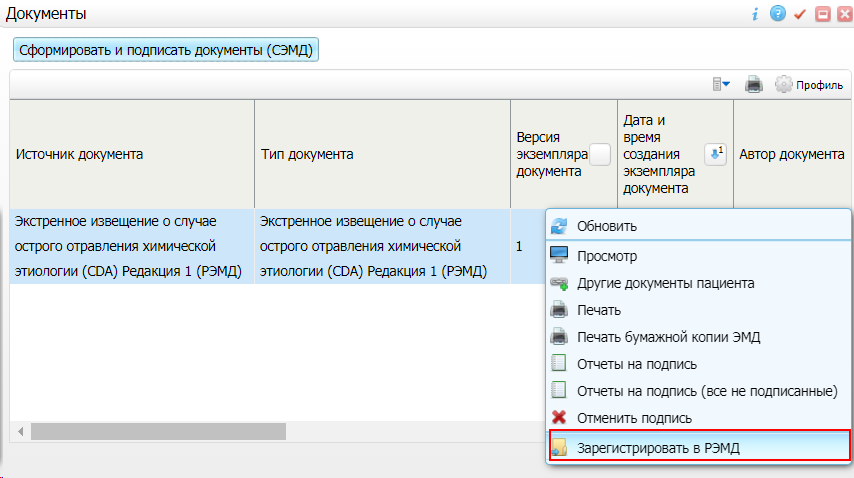 Документы
Сформировать и подписать документы (СЭМД)
Профиль
Источник документа
Тип документа
Версия
экземпляра
документа
Дата и
время
создания
экземпляра
документа
1
Автор документа
Экстренное извещение о случае
острого отравления химической
этиологии (CDA) Редакция 1 (РЭМД)
Экстренное извещение о случае
острого отравления химической
этиологии (CDA) Редакция 1 (РЭМД)
1
Обновить
Просмотр
Другие документы пациента
Печать
Печать бумажной копии ЭМД
Отчеты на подпись
Отчеты на подпись (все не подписанные)
Отменить подпись
Зарегистрировать в РЭМД